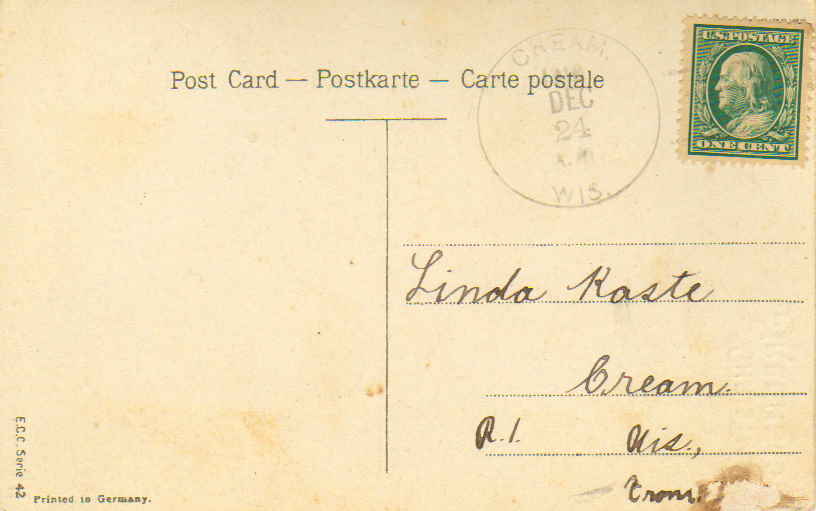 Post Card — Postkarte — Carte postale
CREAM.
DEC
24
WIS.
U.S. POSTAGE
ONE CENT
Linda Kaste
Cream.
R. 1. Wis.,
From.
E.C.C. Serie 42
Printed in Germany.